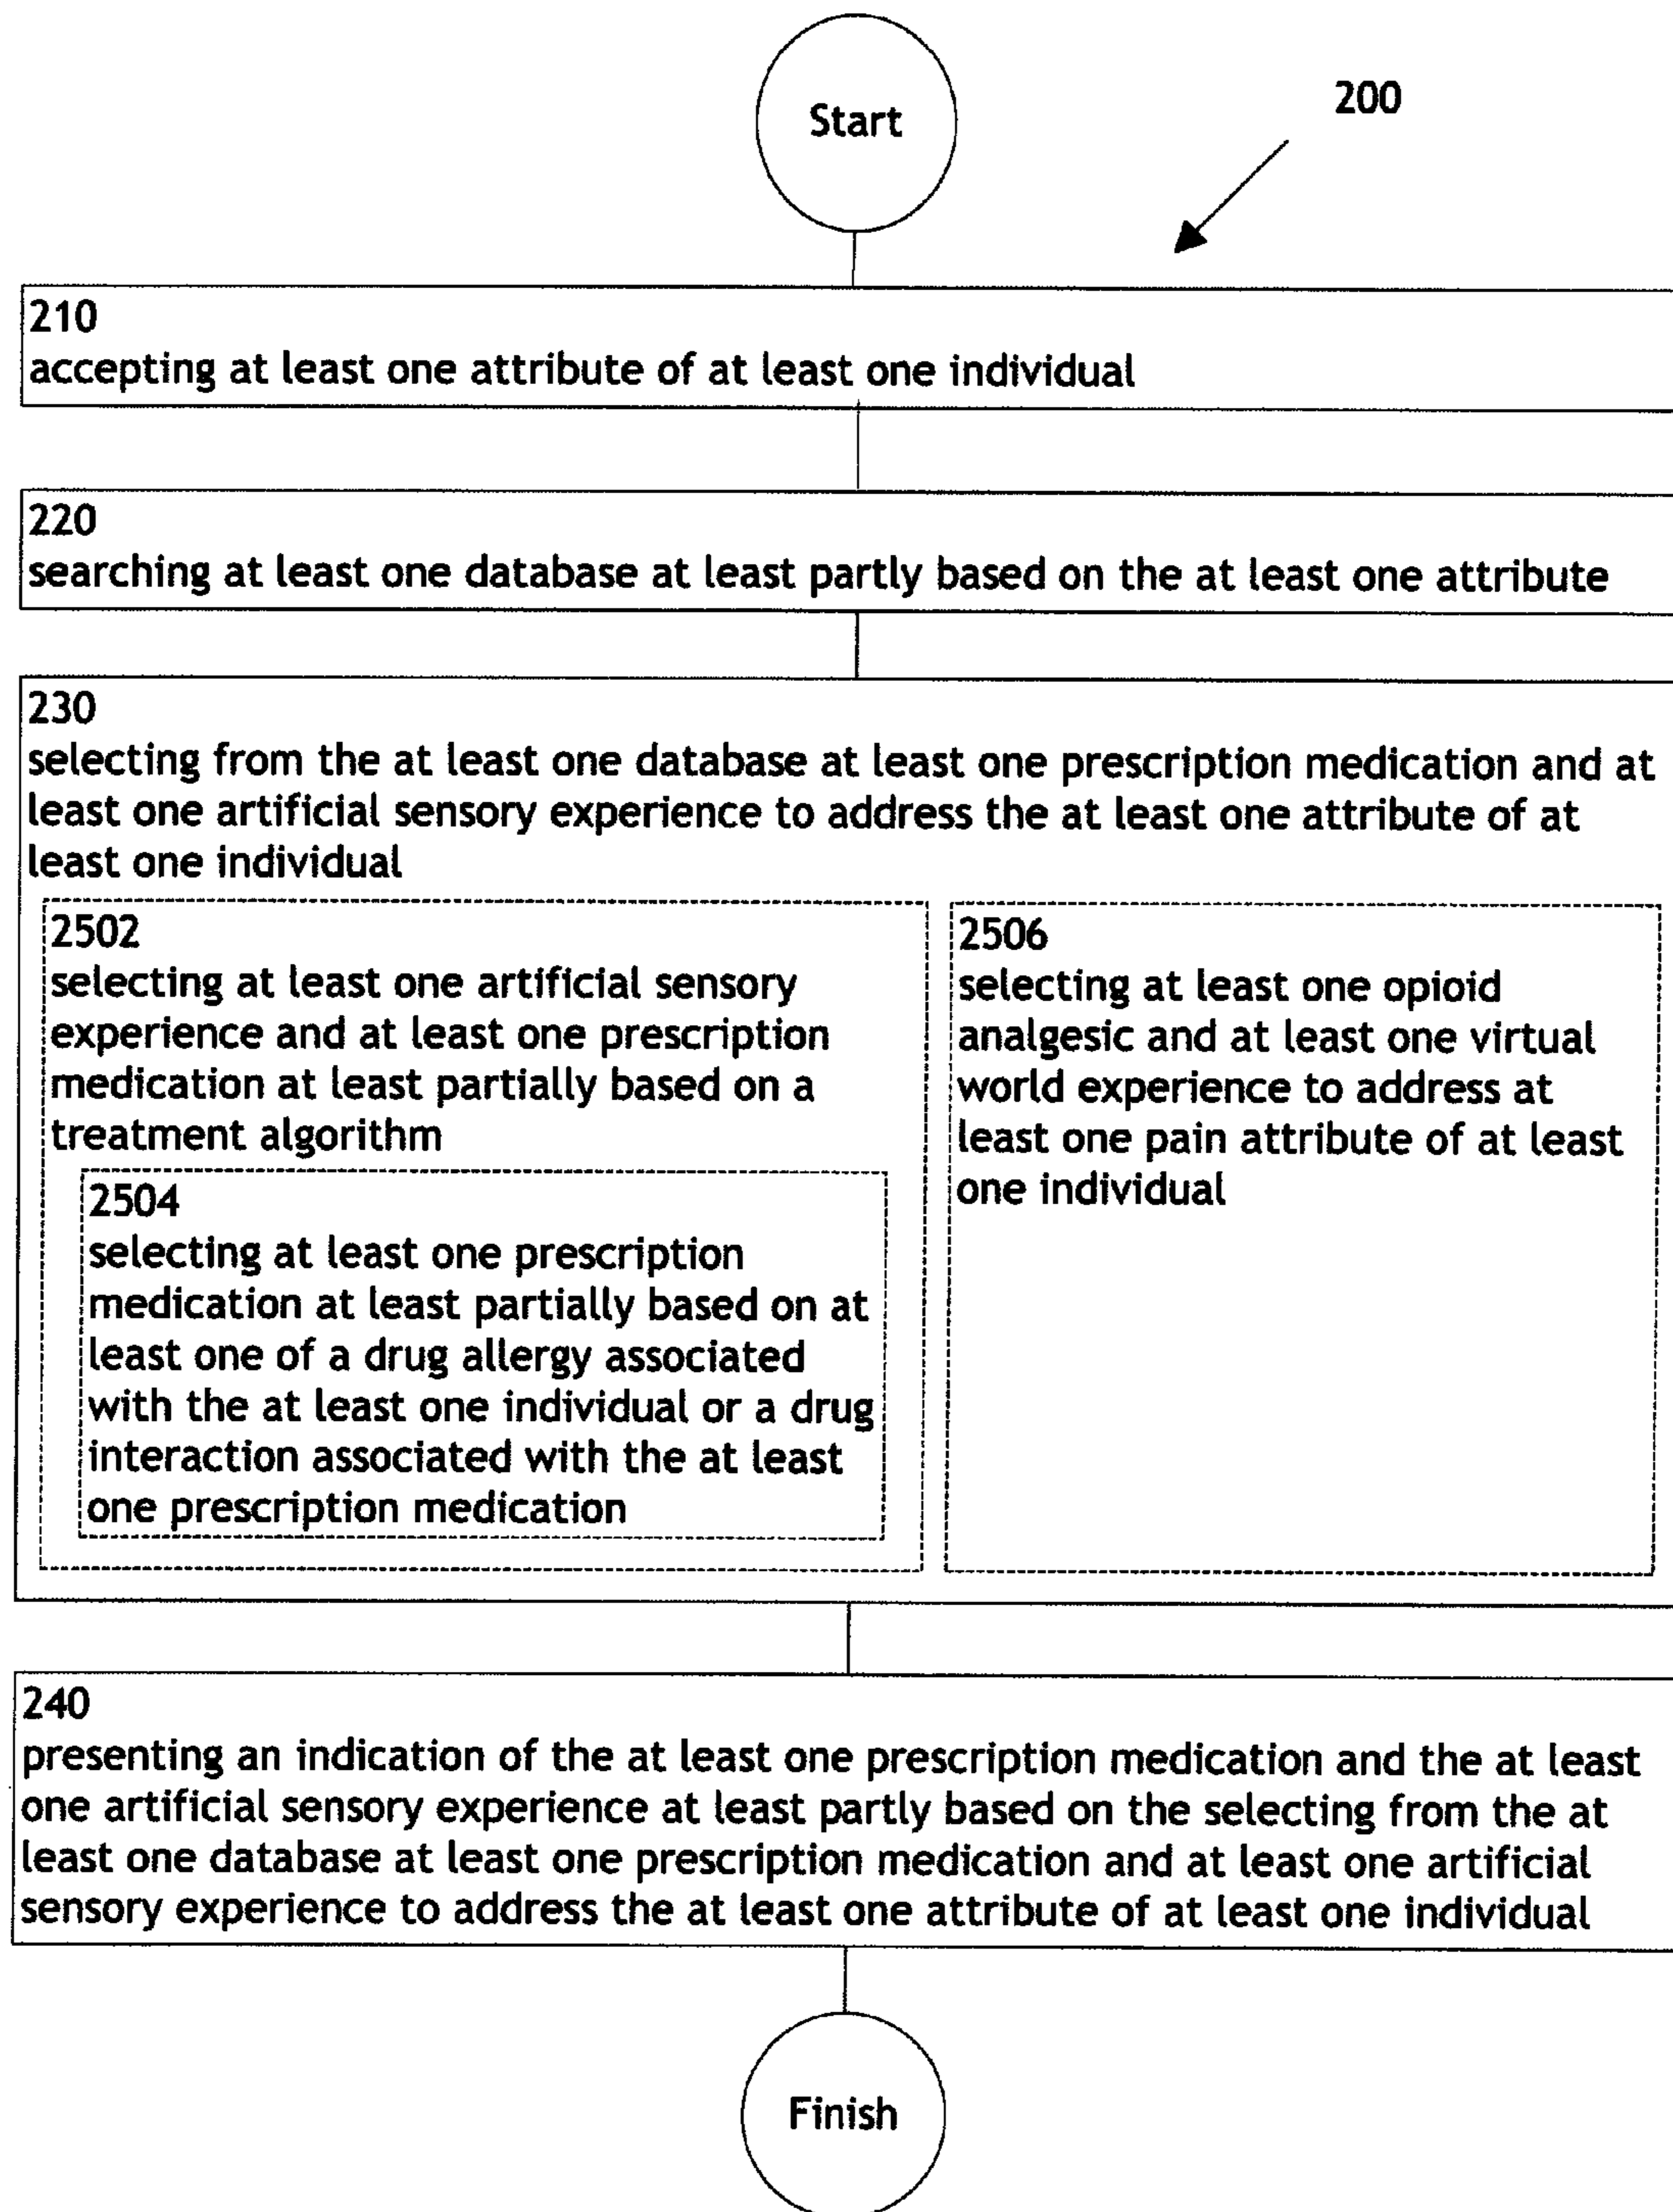 Start
200
210
accepting at least one attribute of at least one individual
220
searching at least one database at least partly based on the at least one attribute
230
selecting from the at least one database at least one prescription medication and at
least one artificial sensory experience to address the at least one attribute of at
least one individual
2502
selecting at least one artificial sensory
experience and at least one prescription
medication at least partially based on a
treatment algorithm
2504
selecting at least one prescription
medication at least partially based on at
least one of a drug allergy associated
with the at least one individual or a drug
interaction associated with the at least
one prescription medication
2506
selecting at least one opioid
analgesic and at least one virtual
world experience to address at
least one pain attribute of at least
one individual
240
presenting an indication of the at least one prescription medication and the at least
one artificial sensory experience at least partly based on the selecting from the at
least one database at least one prescription medication and at least one artificial
sensory experience to address the at least one attribute of at least one individual
Finish